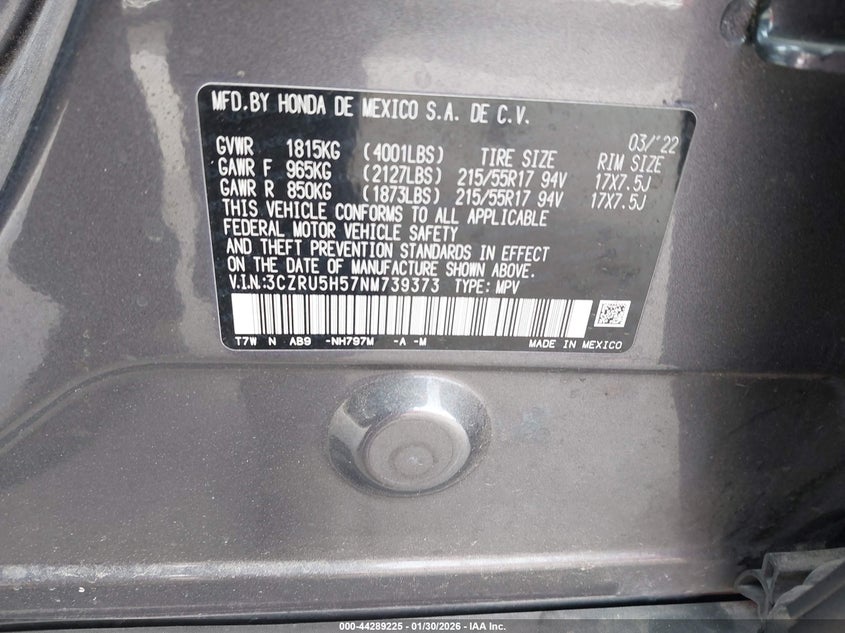 MFD.BY HONDA DE MEXICO S.A. DE C.V.
03/'22
GVWR 1815KG (4001LBS) TIRE SIZE RIM SIZE
GAWR F 965KG (2127LBS) 215/55R17 94V 17X7.5J
GAWR R 850KG (1873LBS) 215/55R17 94V 17X7.5J
THIS VEHICLE CONFORMS TO ALL APPLICABLE
FEDERAL MOTOR VEHICLE SAFETY
AND THEFT PREVENTION STANDARDS IN EFFECT
ON THE DATE OF MANUFACTURE SHOWN ABOVE.
V.I.N.:3CZRU5H57NM739373 TYPE: MPV
T7W N AB9 -NH797M -A -M MADE IN MEXICO
000-44289225 - 01/30/2026 - IAA Inc.